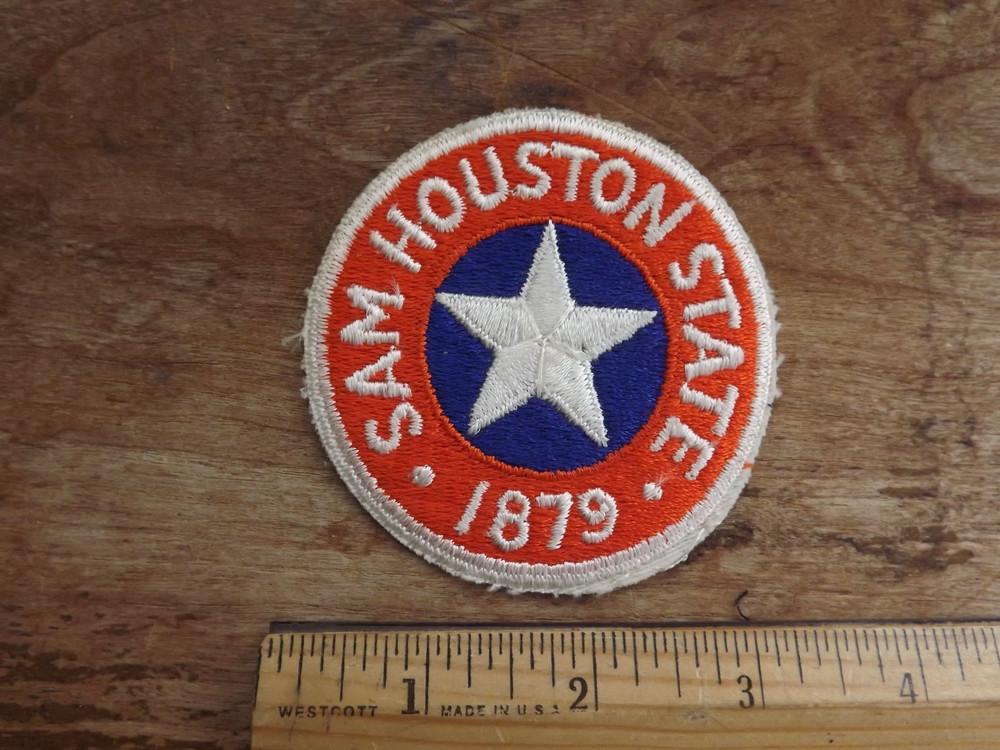 SAM HOUSTON STATE
• 1879 •
1 2 3 4
WESTCOTT MADE IN U.S.A